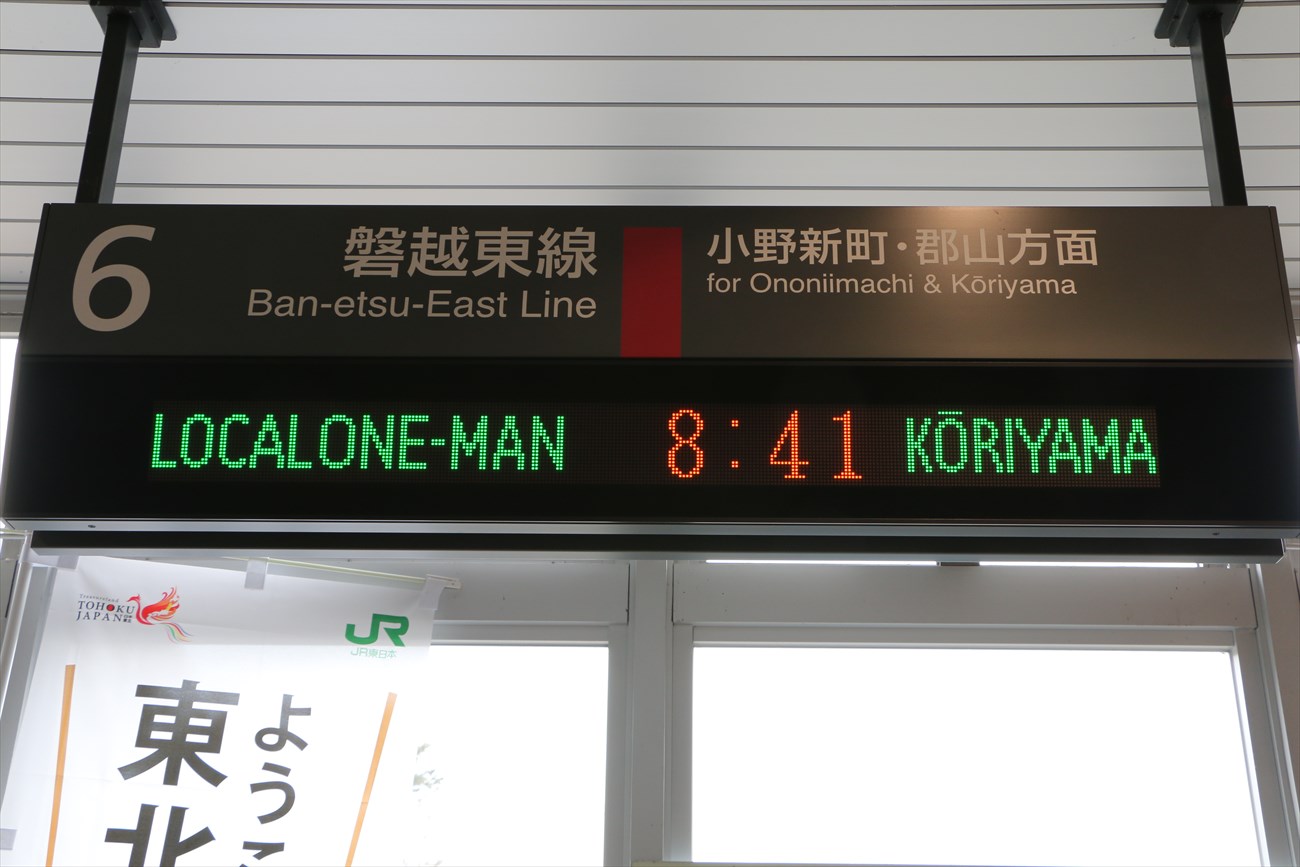 6
磐越東線
Ban-etsu-East Line
小野新町・郡山方面
for Ononiimachi & Kōriyama
LOCALONE-MAN 8:41 KŌRIYAMA
TOHOKU
JAPAN
JR
JR東日本
ようこ
東北